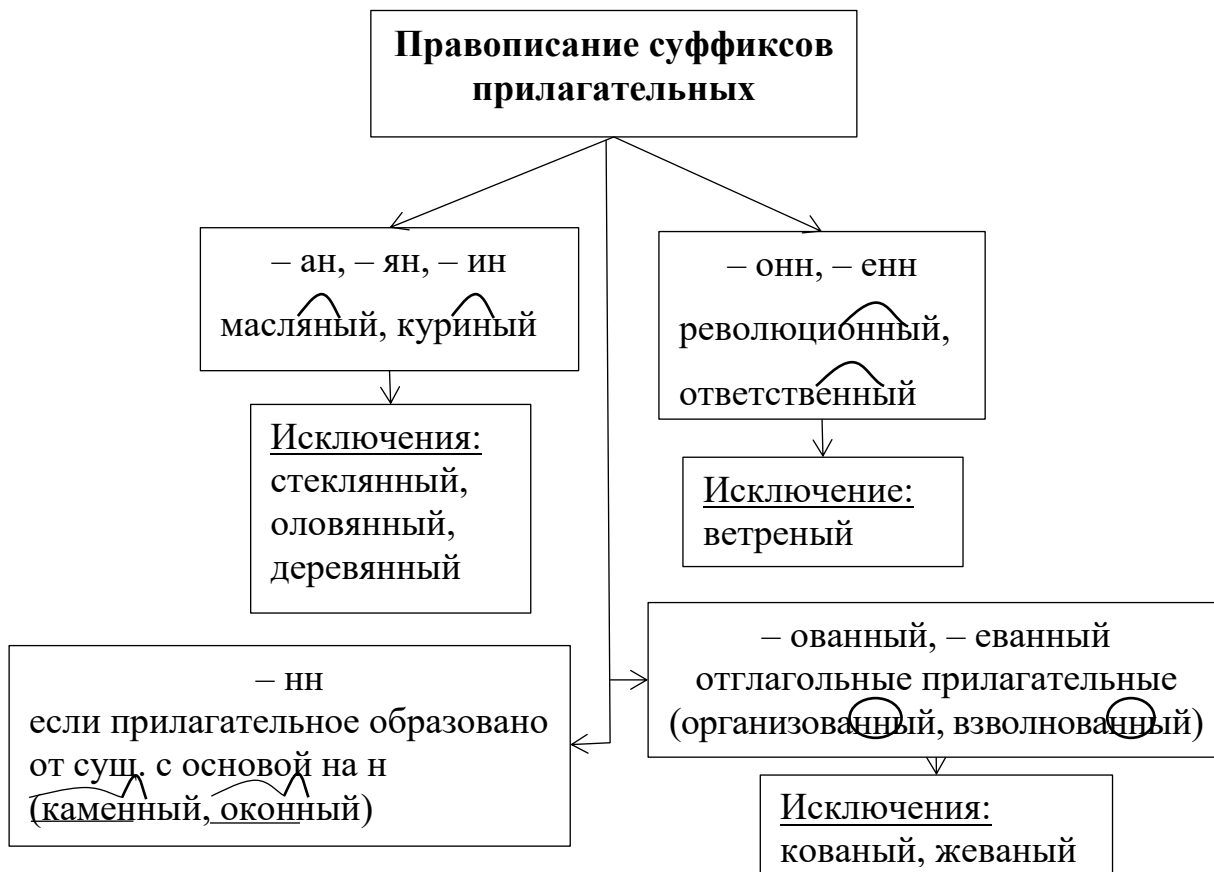 Правописание суффиксов
прилагательных
– ан, – ян, – ин
масляный, куриный
– онн, – енн
революционный,
ответственный
Исключения:
стеклянный,
оловянный,
деревянный
Исключение:
ветреный
– нн
если прилагательное образовано
от сущ. с основой на н
(каменный, оконный)
– ованный, – еванный
отглагольные прилагательные
(организованный, взволнованный)
Исключения:
кованый, жеваный